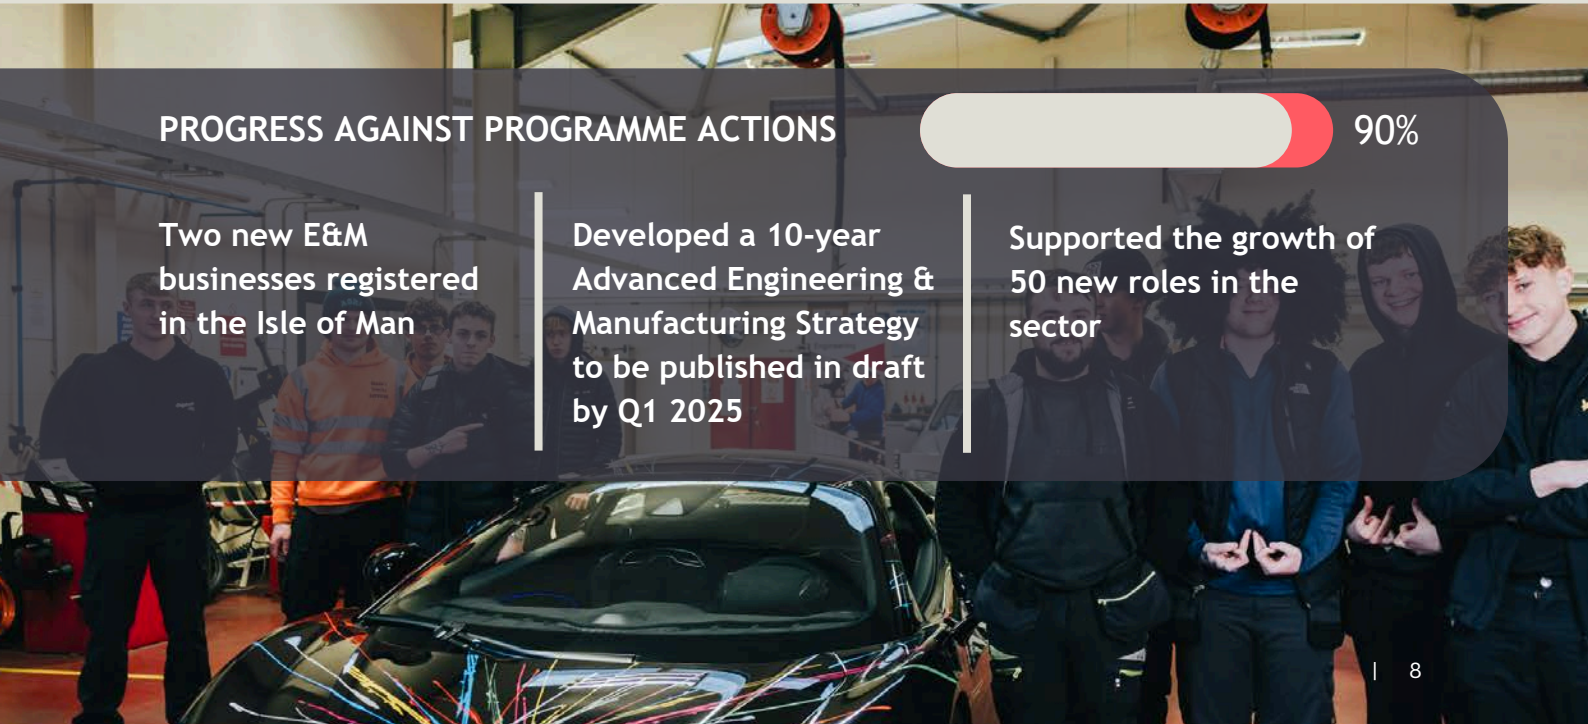 PROGRESS AGAINST PROGRAMME ACTIONS
90%
Two new E&M
businesses registered
in the Isle of Man
Developed a 10-year
Advanced Engineering &
Manufacturing Strategy
to be published in draft
by Q1 2025
Supported the growth of
50 new roles in the
sector
| 8